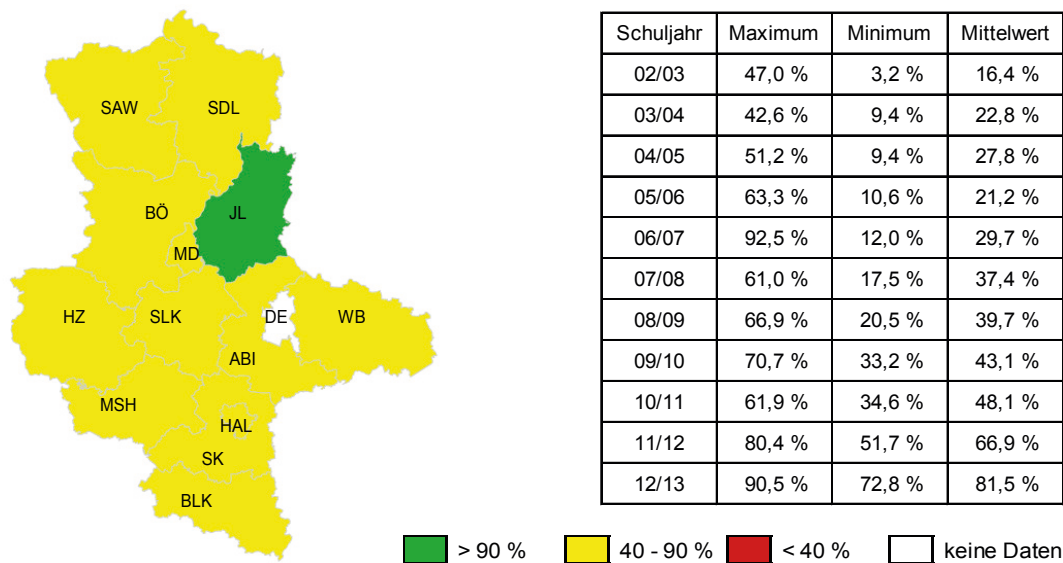 SAW
SDL
BÖ
JL
MD
HZ
SLK
DE
WB
ABI
MSH
HAL
SK
BLK
Schuljahr Maximum Minimum Mittelwert
02/03 47,0 % 3,2 % 16,4 %
03/04 42,6 % 9,4 % 22,8 %
04/05 51,2 % 9,4 % 27,8 %
05/06 63,3 % 10,6 % 21,2 %
06/07 92,5 % 12,0 % 29,7 %
07/08 61,0 % 17,5 % 37,4 %
08/09 66,9 % 20,5 % 39,7 %
09/10 70,7 % 33,2 % 43,1 %
10/11 61,9 % 34,6 % 48,1 %
11/12 80,4 % 51,7 % 66,9 %
12/13 90,5 % 72,8 % 81,5 %
> 90 % 40 - 90 % < 40 % keine Daten